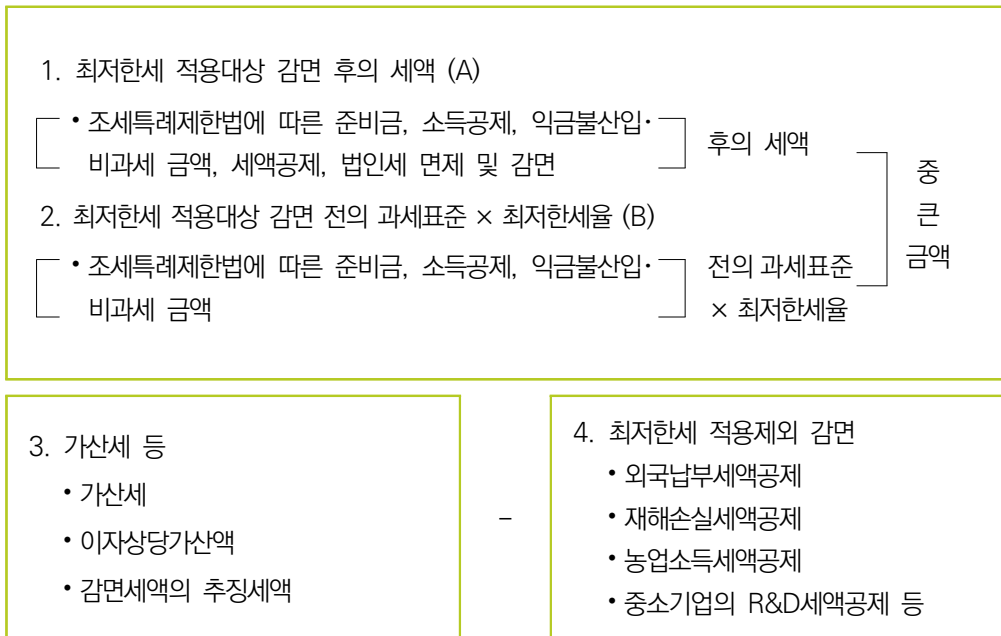 1. 최저한세 적용대상 감면 후의 세액 (A)
• 조세특례제한법에 따른 준비금, 소득공제, 익금불산입·
비과세 금액, 세액공제, 법인세 면제 및 감면
후의 세액
2. 최저한세 적용대상 감면 전의 과세표준 × 최저한세율 (B)
• 조세특례제한법에 따른 준비금, 소득공제, 익금불산입·
비과세 금액
전의 과세표준
× 최저한세율
중
큰
금액
3. 가산세 등
• 가산세
• 이자상당가산액
• 감면세액의 추징세액
-
4. 최저한세 적용제외 감면
• 외국납부세액공제
• 재해손실세액공제
• 농업소득세액공제
• 중소기업의 R&D세액공제 등